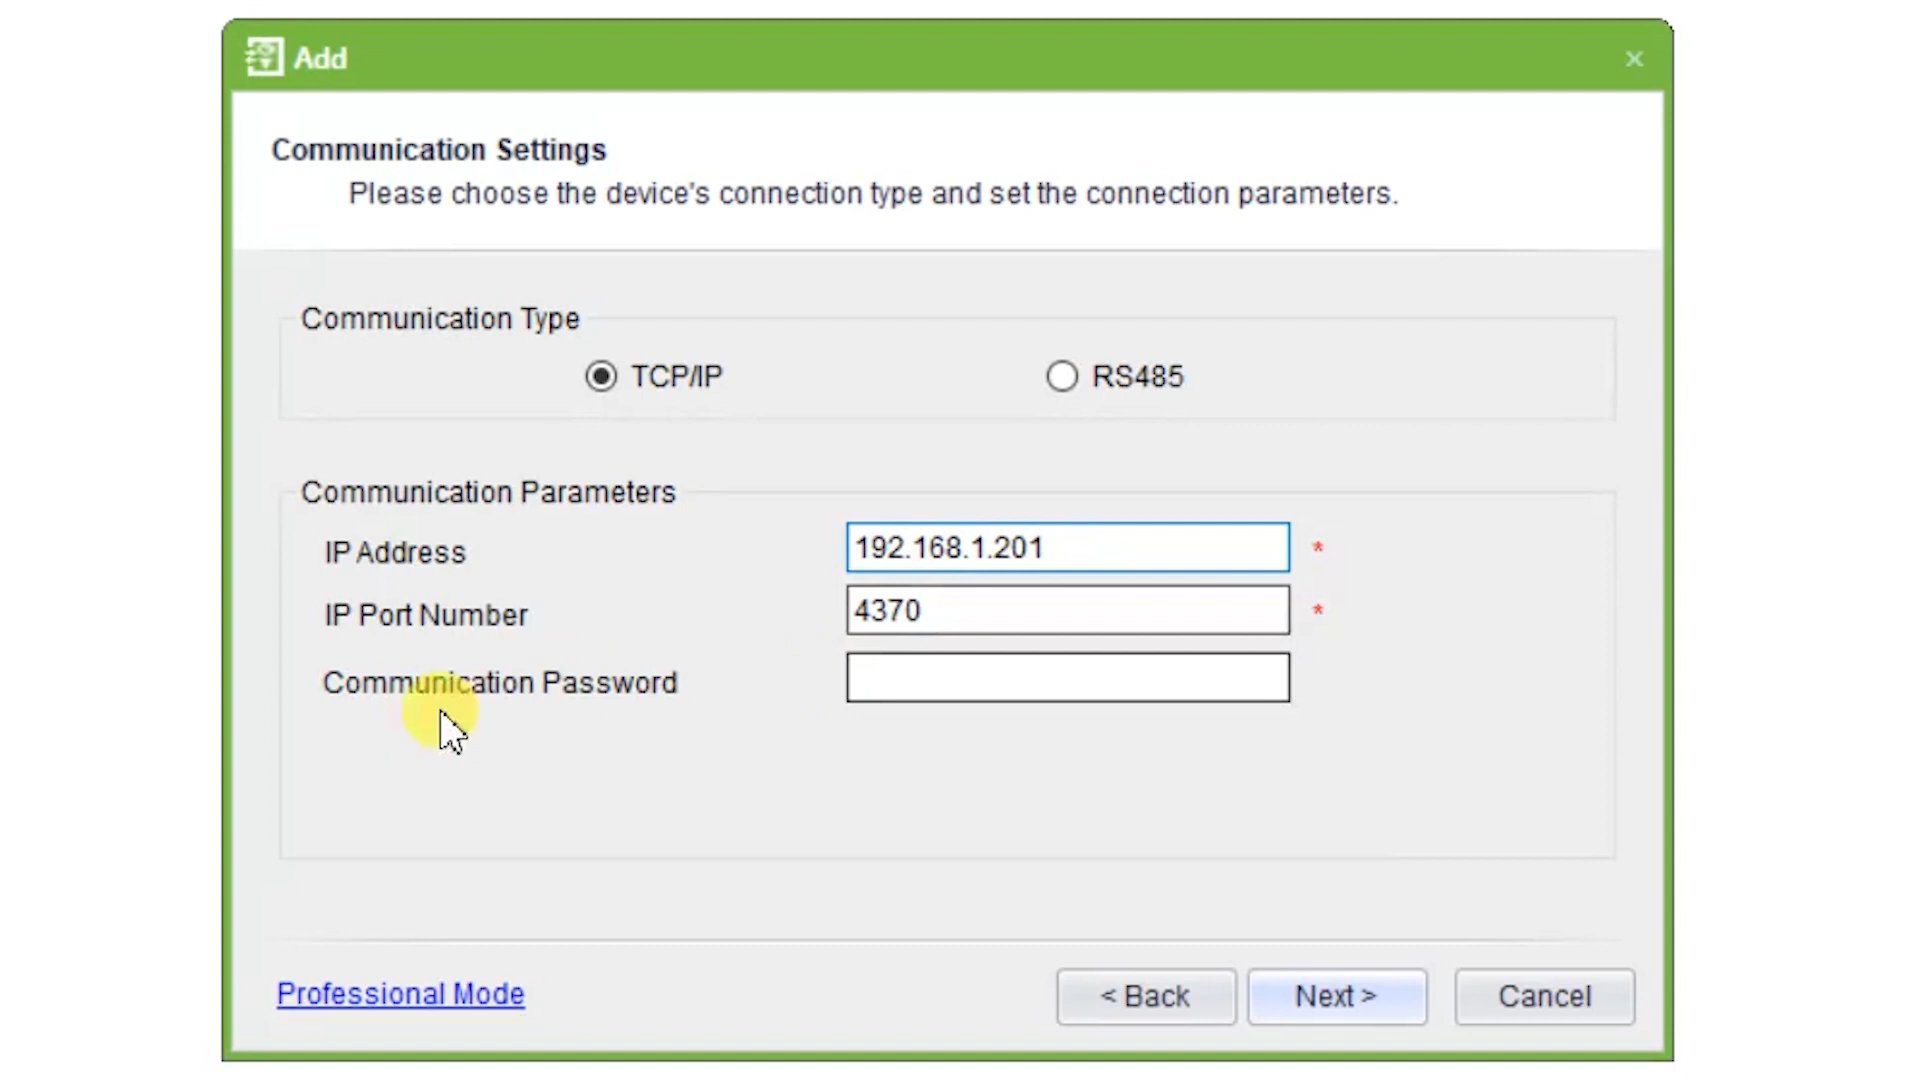 Add
Communication Settings
Please choose the device's connection type and set the connection parameters.
Communication Type
TCP/IP RS485
Communication Parameters
IP Address 192.168.1.201 *
IP Port Number 4370 *
Communication Password
Professional Mode < Back Next > Cancel